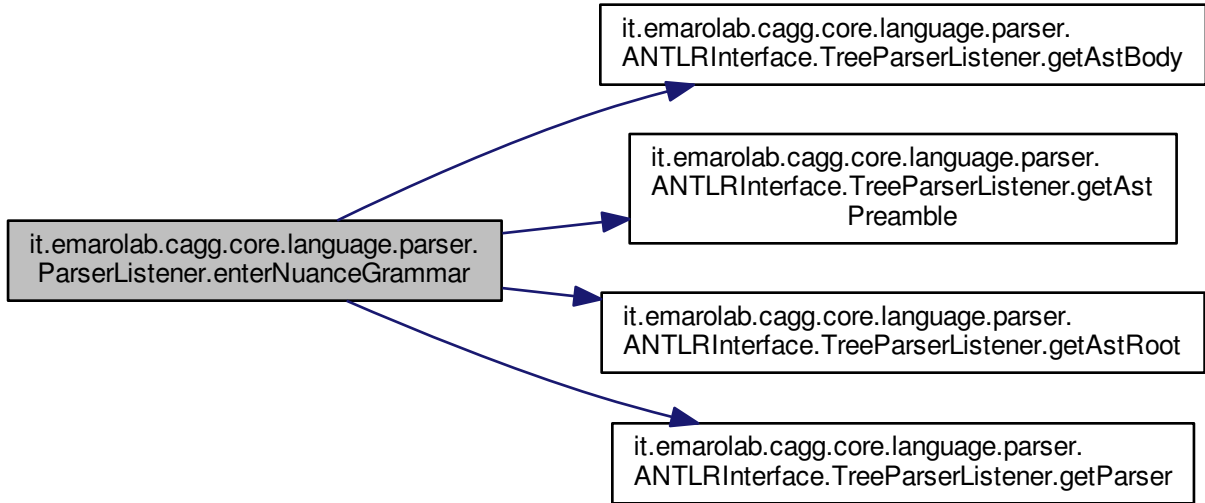 it.emarolab.cagg.core.language.parser.
ANTLRInterface.TreeParserListener.getAstBody
it.emarolab.cagg.core.language.parser.
ANTLRInterface.TreeParserListener.getAst
Preamble
it.emarolab.cagg.core.language.parser.
ParserListener.enterNuanceGrammar
it.emarolab.cagg.core.language.parser.
ANTLRInterface.TreeParserListener.getAstRoot
it.emarolab.cagg.core.language.parser.
ANTLRInterface.TreeParserListener.getParser